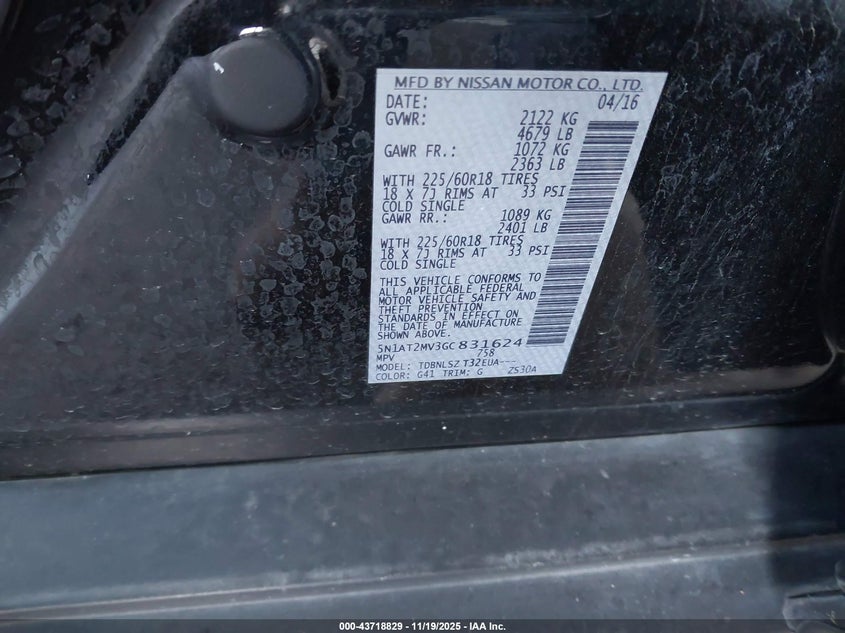 MFD BY NISSAN MOTOR CO., LTD.
DATE: 04/16
GVWR: 2122 KG
4679 LB
GAWR FR.: 1072 KG
2363 LB
WITH 225/60R18 TIRES
18 X 7J RIMS AT 33 PSI
COLD SINGLE
GAWR RR.: 1089 KG
2401 LB
WITH 225/60R18 TIRES
18 X 7J RIMS AT 33 PSI
COLD SINGLE
THIS VEHICLE CONFORMS TO
ALL APPLICABLE FEDERAL
MOTOR VEHICLE SAFETY AND
THEFT PREVENTION
STANDARDS IN EFFECT ON
THE DATE OF MANUFACTURE
SHOWN ABOVE.
5N1AT2MV3GC831624
MPV 758
MODEL: TDBNLSZ T32EUA---
COLOR: G41 TRIM: G ZS30A
000-43718829 - 11/19/2025 - IAA Inc.